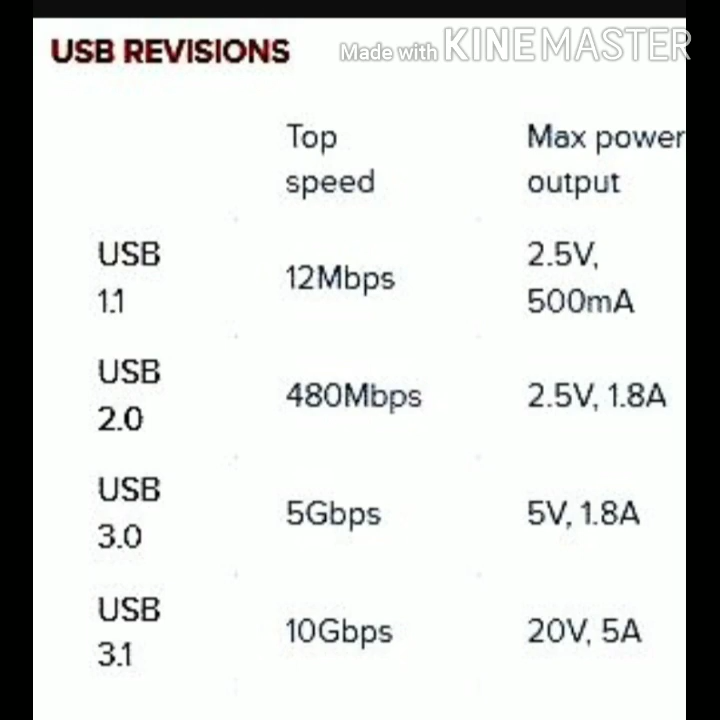 USB REVISIONS
Made with KINEMASTER
Top speed
Max power output
USB 1.1
12Mbps
2.5V, 500mA
USB 2.0
480Mbps
2.5V, 1.8A
USB 3.0
5Gbps
5V, 1.8A
USB 3.1
10Gbps
20V, 5A